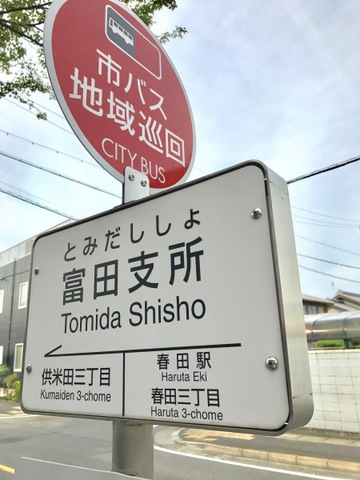 市バス
地域巡回
CITY BUS
とみだししょ
富田支所
Tomida Shisho
供米田三丁目
Kumaiden 3-chome
春田駅
Haruta Eki
春田三丁目
Haruta 3-chome